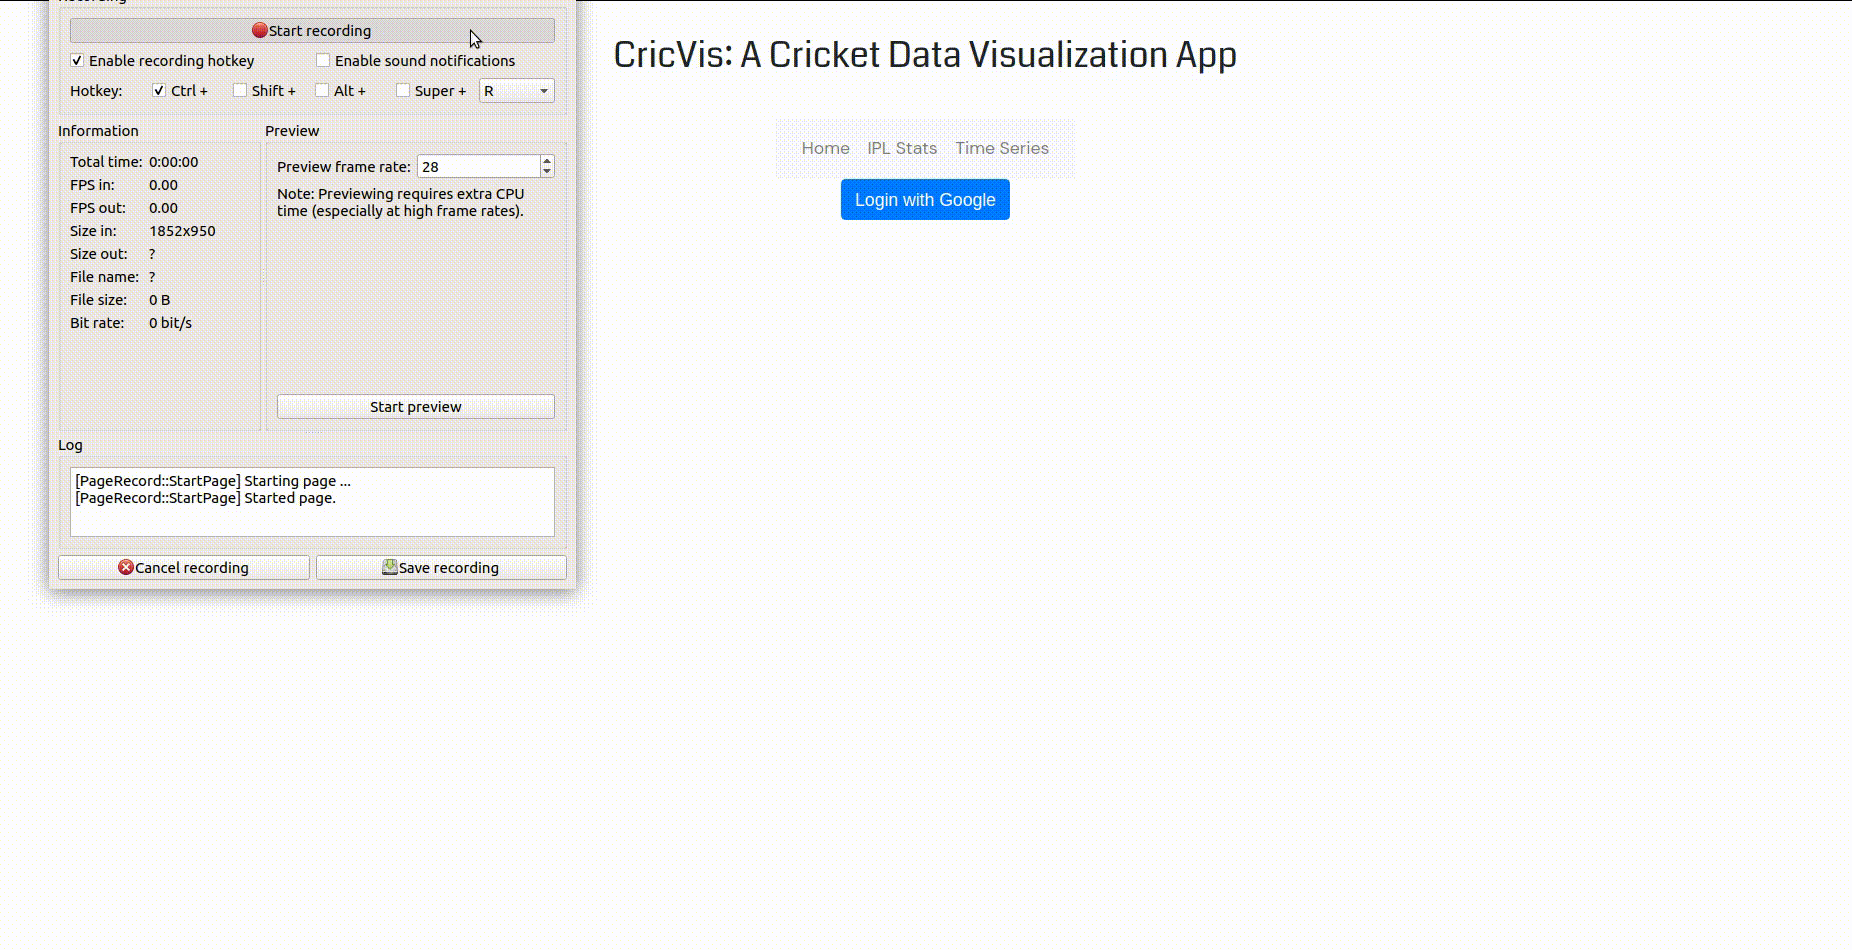 Recording
Start recording
Enable recording hotkey
Enable sound notifications
Hotkey: Ctrl + Shift + Alt + Super + R
Information
Total time: 0:00:00
FPS in: 0.00
FPS out: 0.00
Size in: 1852x950
Size out: ?
File name: ?
File size: 0 B
Bit rate: 0 bit/s
Preview
Preview frame rate: 28
Note: Previewing requires extra CPU
time (especially at high frame rates).
Start preview
Log
[PageRecord::StartPage] Starting page ...
[PageRecord::StartPage] Started page.
Cancel recording
Save recording
CricVis: A Cricket Data Visualization App
Home IPL Stats Time Series
Login with Google